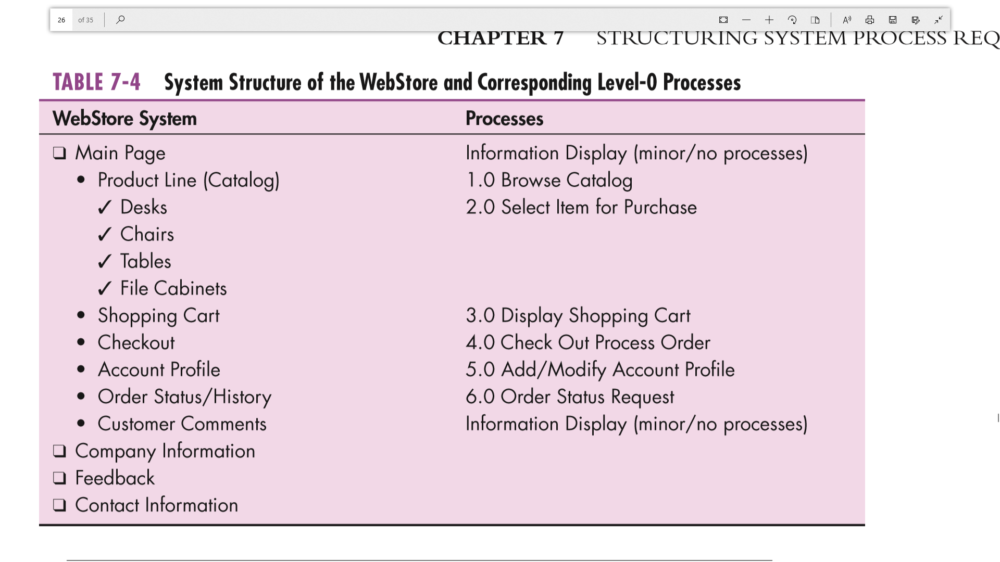 26 of 35
CHAPTER 7 STRUCTURING SYSTEM PROCESS REQ
TABLE 7-4 System Structure of the WebStore and Corresponding Level-0 Processes
WebStore System Processes
❑ Main Page Information Display (minor/no processes)
• Product Line (Catalog) 1.0 Browse Catalog
✓ Desks 2.0 Select Item for Purchase
✓ Chairs
✓ Tables
✓ File Cabinets
• Shopping Cart 3.0 Display Shopping Cart
• Checkout 4.0 Check Out Process Order
• Account Profile 5.0 Add/Modify Account Profile
• Order Status/History 6.0 Order Status Request
• Customer Comments Information Display (minor/no processes)
❑ Company Information
❑ Feedback
❑ Contact Information